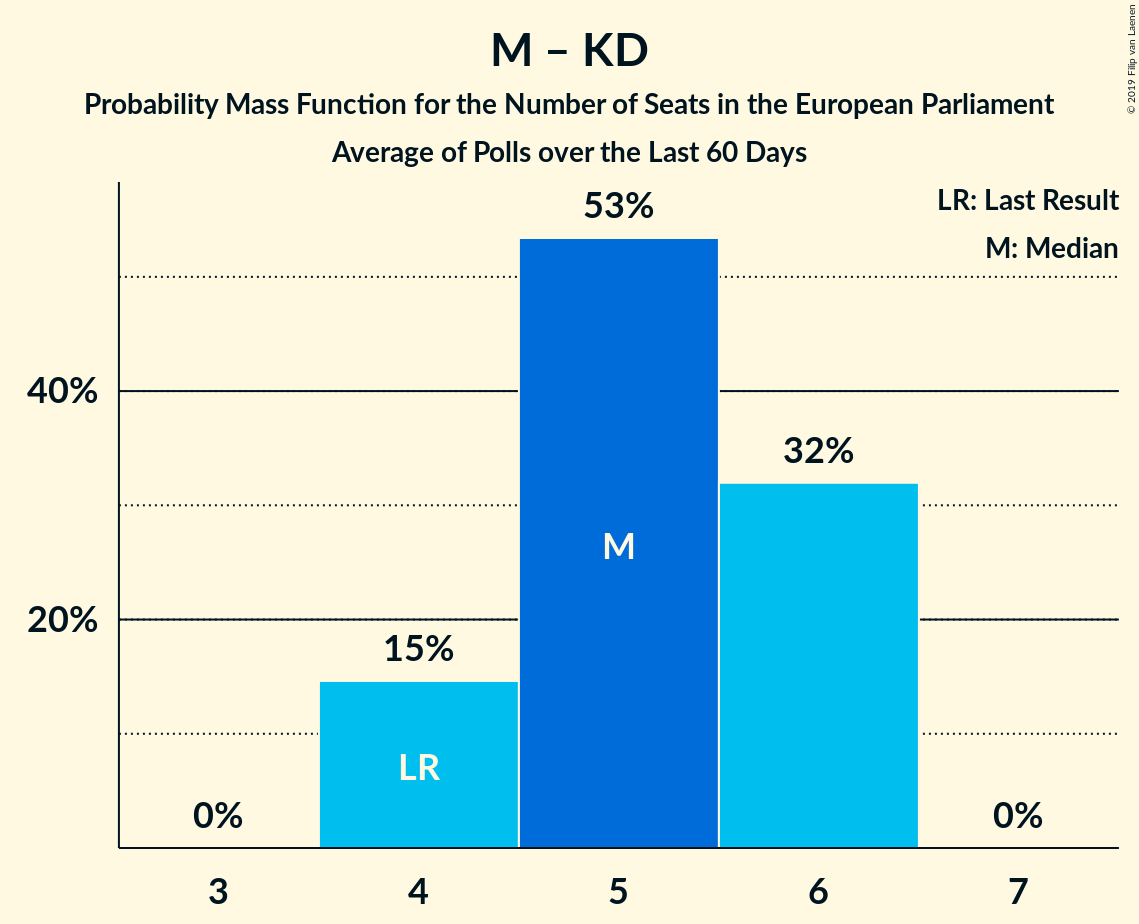 M – KD
Probability Mass Function for the Number of Seats in the European Parliament
Average of Polls over the Last 60 Days
© 2019 Filip van Laenen
LR: Last Result
M: Median
53%
40%
32%
M
20%
15%
LR
0%
0%
3 4 5 6 7